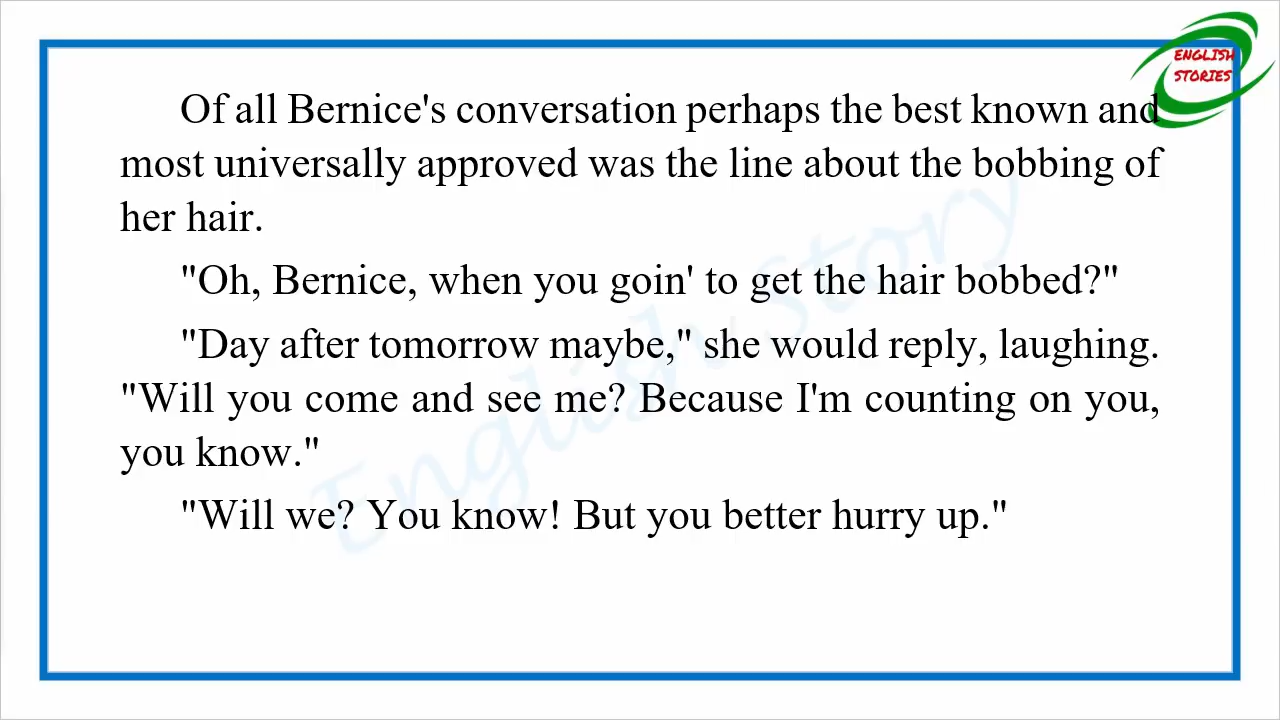 ENGLISH
STORIES
Of all Bernice's conversation perhaps the best known and
most universally approved was the line about the bobbing of
her hair.
"Oh, Bernice, when you goin' to get the hair bobbed?"
"Day after tomorrow maybe," she would reply, laughing.
"Will you come and see me? Because I'm counting on you,
you know."
"Will we? You know! But you better hurry up."
English Story